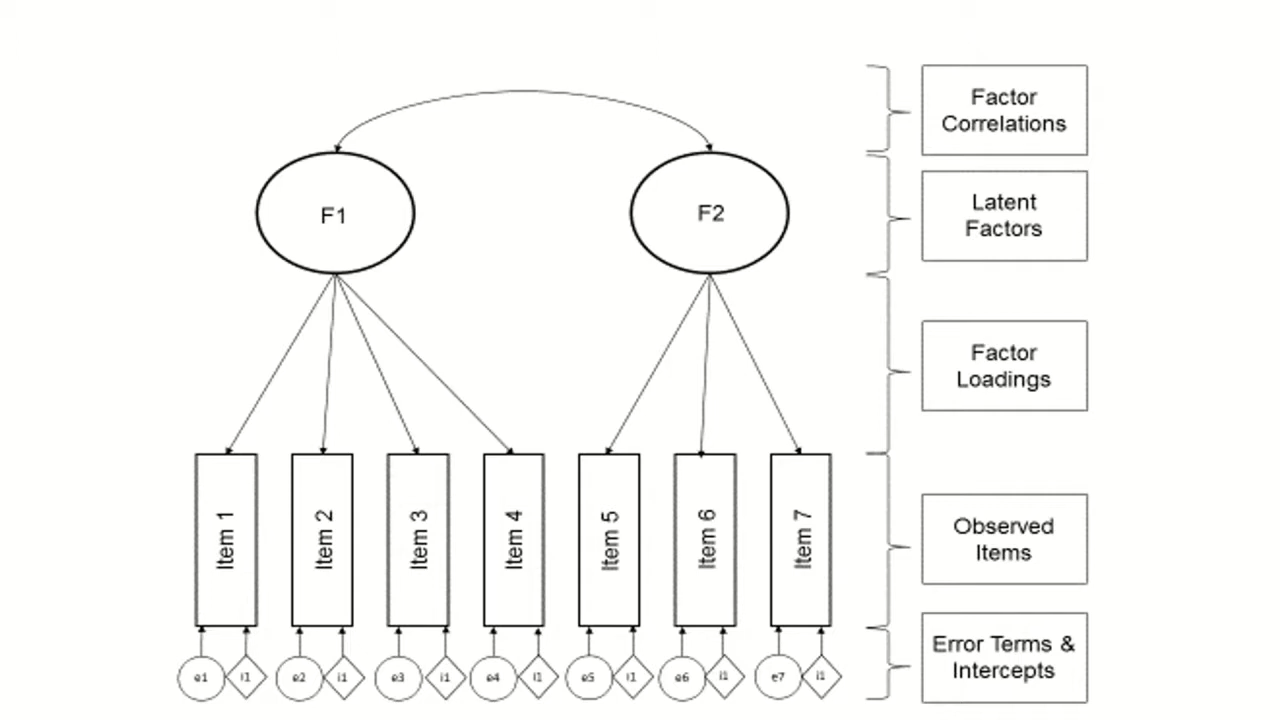 Factor
Correlations
F1
F2
Latent
Factors
Factor
Loadings
Item 1
Item 2
Item 3
Item 4
Item 5
Item 6
Item 7
Observed
Items
Error Terms &
Intercepts
e1
i1
e2
i1
e3
i1
e4
i1
e5
i1
e6
i1
e7
i1